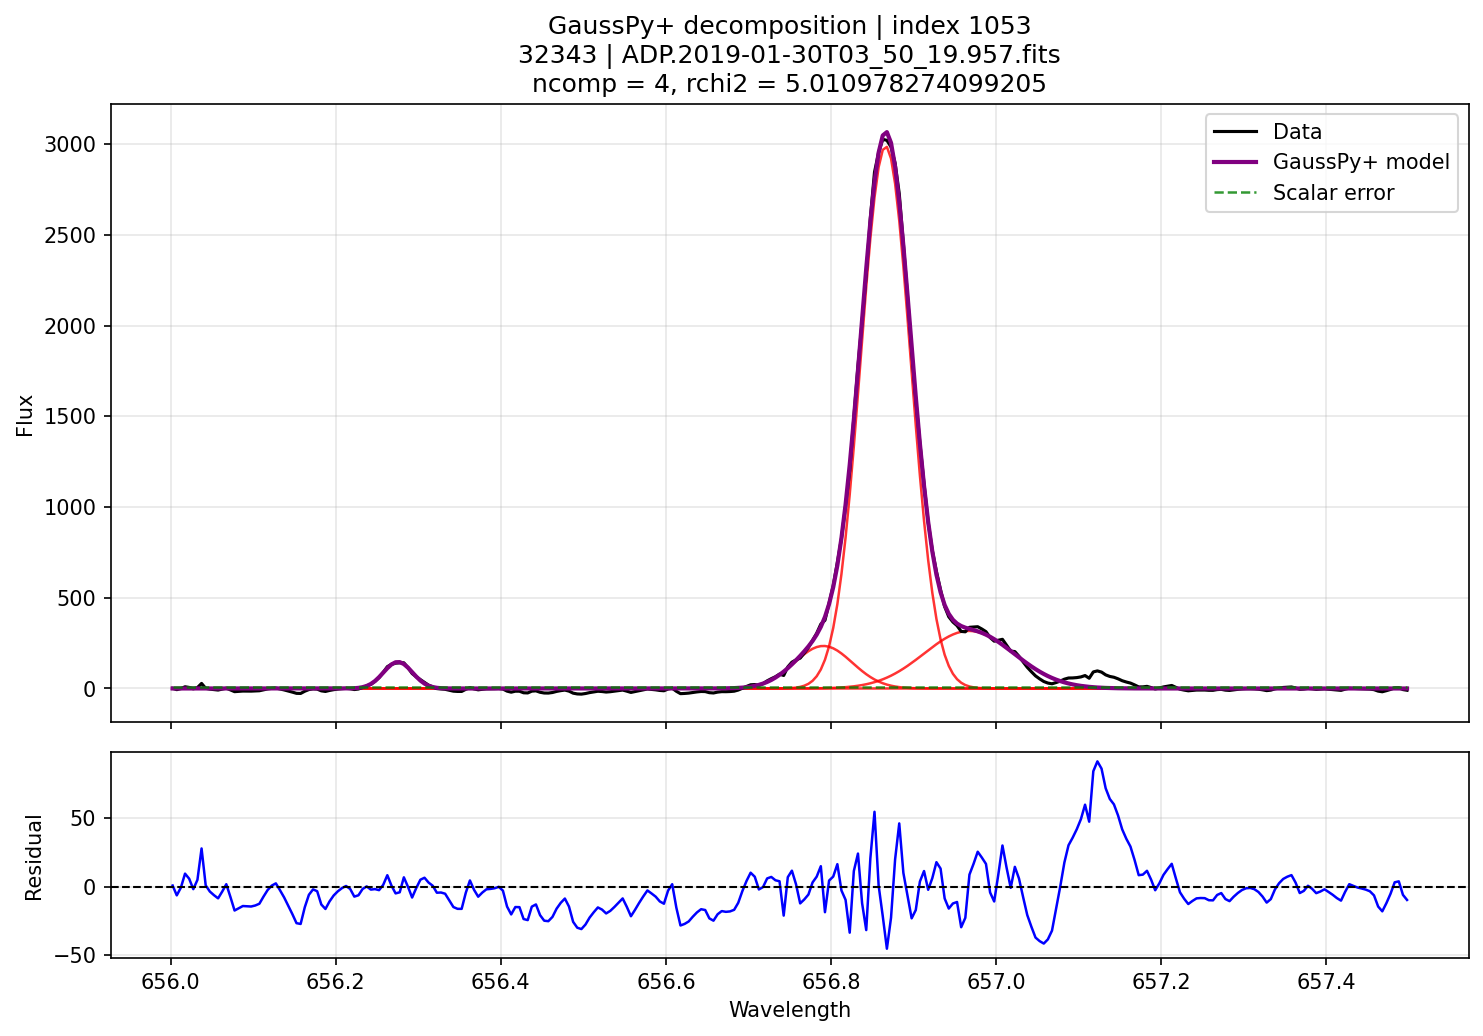 GaussPy+ decomposition | index 1053
32343 | ADP.2019-01-30T03_50_19.957.fits
ncomp = 4, rchi2 = 5.010978274099205
Data
GaussPy+ model
Scalar error
Flux
3000
2500
2000
1500
1000
500
0
Residual
50
0
−50
656.0 656.2 656.4 656.6 656.8 657.0 657.2 657.4
Wavelength